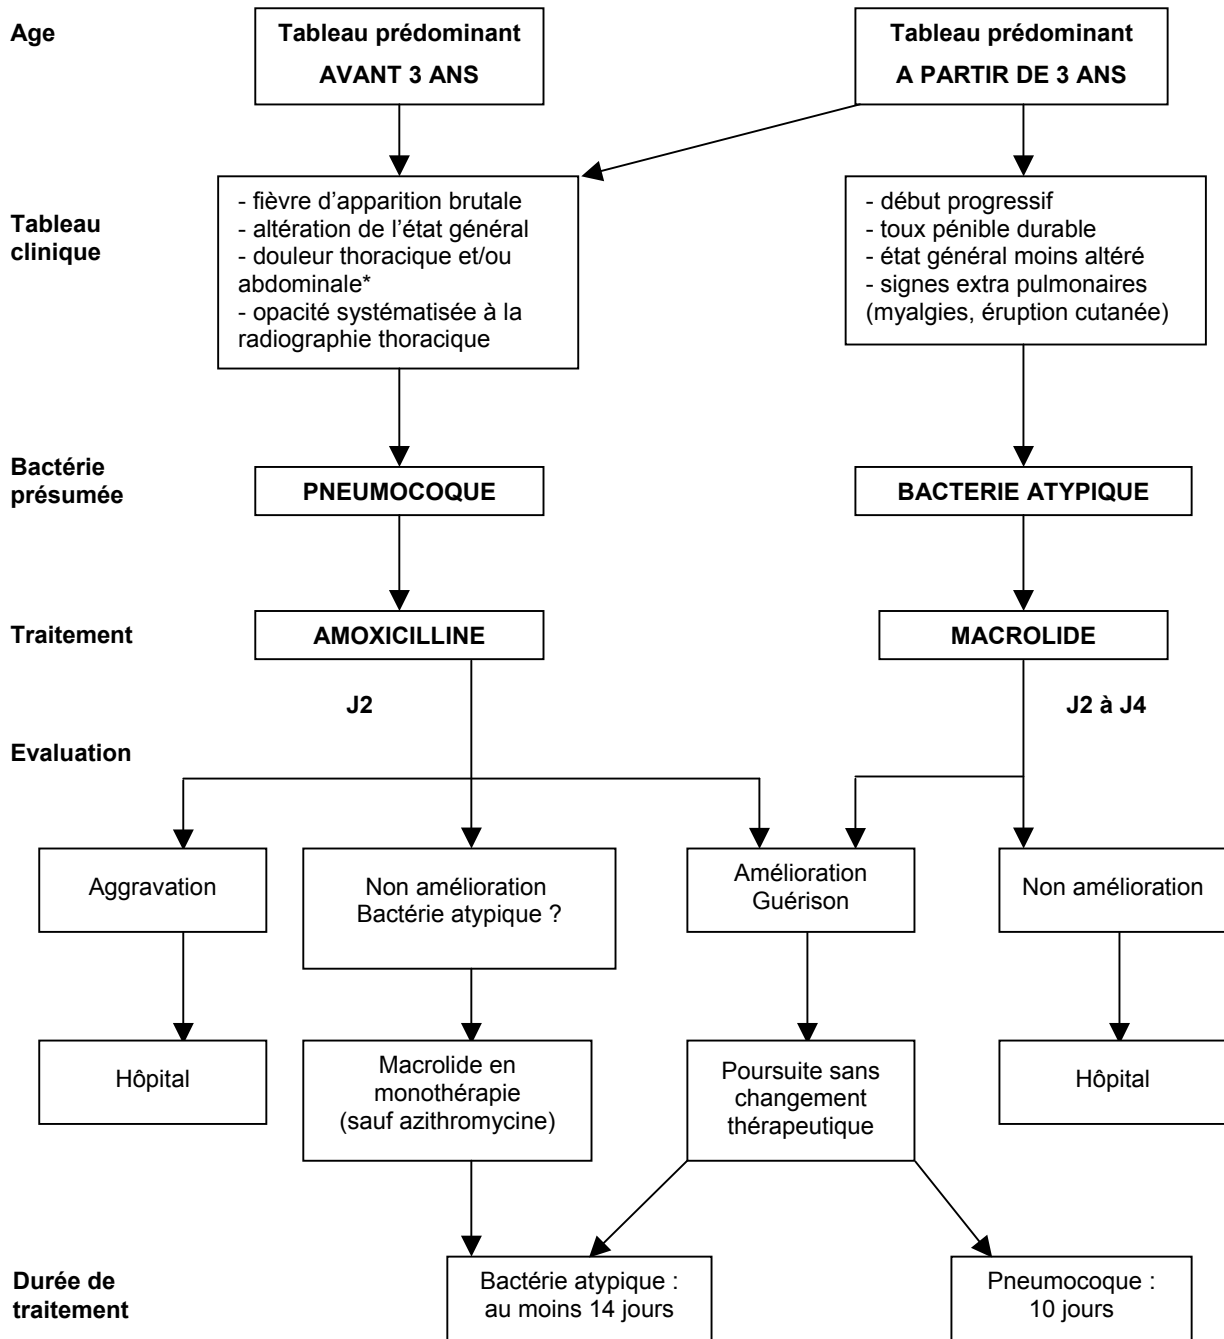 Age
Tableau prédominant
AVANT 3 ANS
Tableau prédominant
A PARTIR DE 3 ANS
Tableau
clinique
- fièvre d’apparition brutale
- altération de l’état général
- douleur thoracique et/ou
abdominale*
- opacité systématisée à la
radiographie thoracique
- début progressif
- toux pénible durable
- état général moins altéré
- signes extra pulmonaires
(myalgies, éruption cutanée)
Bactérie
présumée
PNEUMOCOQUE
BACTERIE ATYPIQUE
Traitement
AMOXICILLINE
MACROLIDE
J2
J2 à J4
Evaluation
Aggravation
Non amélioration
Bactérie atypique ?
Amélioration
Guérison
Non amélioration
Hôpital
Macrolide en
monothérapie
(sauf azithromycine)
Poursuite sans
changement
thérapeutique
Hôpital
Durée de
traitement
Bactérie atypique :
au moins 14 jours
Pneumocoque :
10 jours